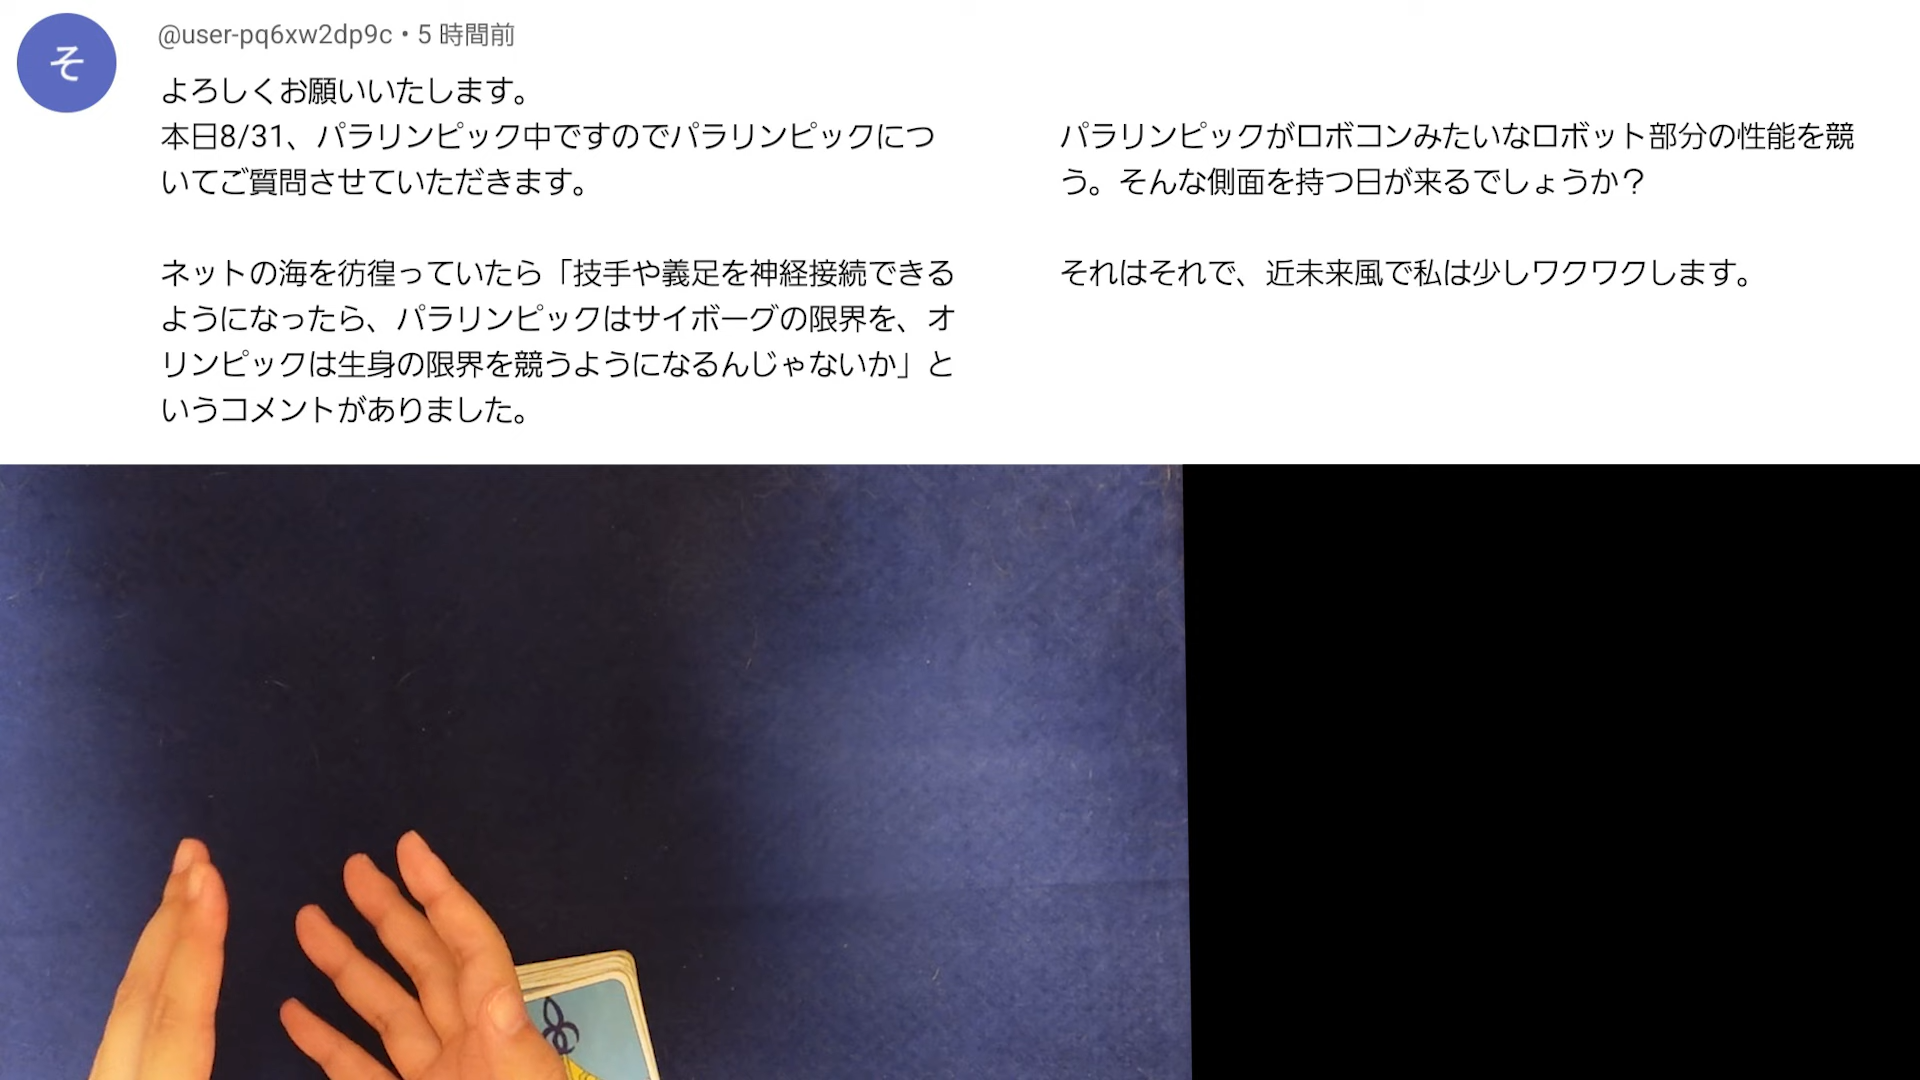 そ
@user-pq6xw2dp9c • 5 時間前
よろしくお願いいたします。
本日8/31、パラリンピック中ですのでパラリンピックにつ
いてご質問させていただきます。
ネットの海を彷徨っていたら「技手や義足を神経接続できる
ようになったら、パラリンピックはサイボーグの限界を、オ
リンピックは生身の限界を競うようになるんじゃないか」と
いうコメントがありました。
パラリンピックがロボコンみたいなロボット部分の性能を競
う。そんな側面を持つ日が来るでしょうか？
それはそれで、近未来風で私は少しワクワクします。